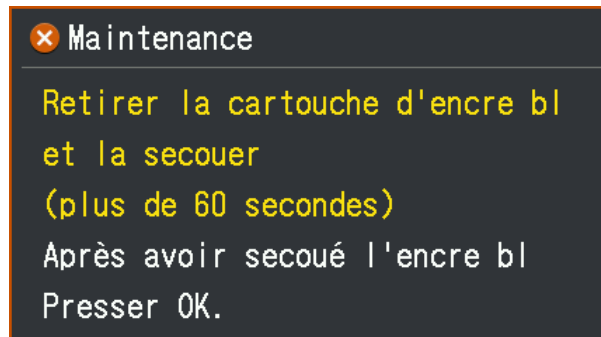 Maintenance
Retirer la cartouche d'encre bl
et la secouer
(plus de 60 secondes)
Après avoir secoué l'encre bl
Presser OK.